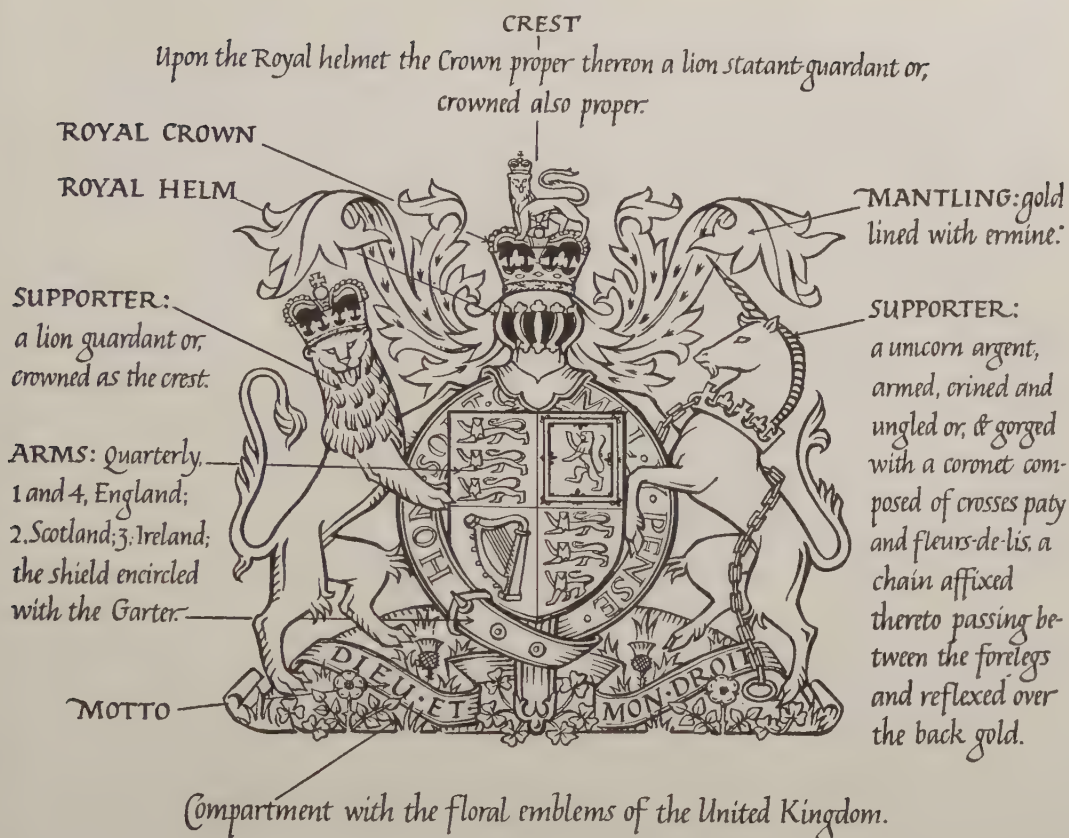 CREST
Upon the Royal helmet the Crown proper thereon a lion statant-guardant or,
crowned also proper.
ROYAL CROWN
ROYAL HELM
MANTLING: gold
lined with ermine.
SUPPORTER:
a lion guardant or,
crowned as the crest.
SUPPORTER:
a unicorn argent,
armed, crined and
ungled or, & gorged
with a coronet com-
posed of crosses paty
and fleurs-de-lis, a
chain affixed
thereto passing be-
tween the forelegs
and reflexed over
the back gold.
ARMS: Quarterly,
1 and 4, England;
2. Scotland; 3. Ireland;
the shield encircled
with the Garter.
HONI · SOIT
MAL · PENSE
MOTTO
DIEU · ET
MON · DROIT
Compartment with the floral emblems of the United Kingdom.